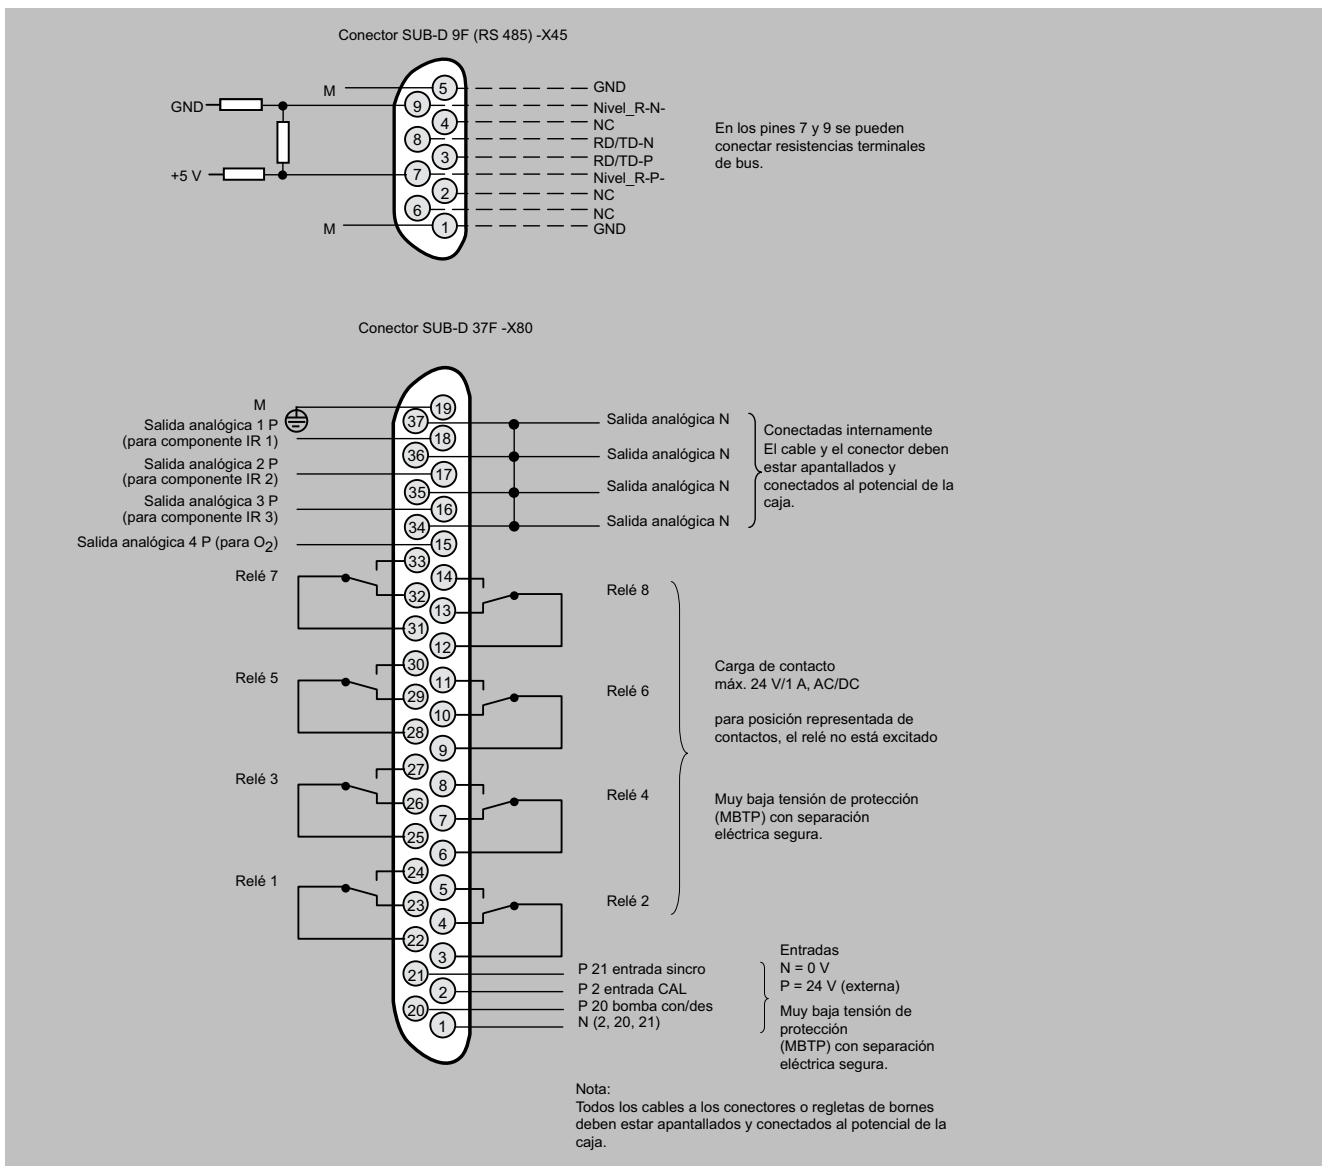 Conector SUB-D 9F (RS 485) -X45
M
GND
+5 V
M
5
9
4
8
3
7
2
6
1
GND
Nivel_R-N-
NC
RD/TD-N
RD/TD-P
Nivel_R-P-
NC
NC
GND
En los pines 7 y 9 se pueden
conectar resistencias terminales
de bus.
Conector SUB-D 37F -X80
M
Salida analógica 1 P
(para componente IR 1)
Salida analógica 2 P
(para componente IR 2)
Salida analógica 3 P
(para componente IR 3)
Salida analógica 4 P (para O2)
Relé 7
Relé 5
Relé 3
Relé 1
19
37
18
36
17
35
16
34
15
33
14
32
13
31
12
30
11
29
10
28
9
27
8
26
7
25
6
24
5
23
4
22
3
21
2
20
1
Salida analógica N
Salida analógica N
Salida analógica N
Salida analógica N
Conectadas internamente
El cable y el conector deben
estar apantallados y
conectados al potencial de la
caja.
Relé 8
Relé 6
Relé 4
Relé 2
Carga de contacto
máx. 24 V/1 A, AC/DC
para posición representada de
contactos, el relé no está excitado
Muy baja tensión de protección
(MBTP) con separación
eléctrica segura.
P 21 entrada sincro
P 2 entrada CAL
P 20 bomba con/des
N (2, 20, 21)
Entradas
N = 0 V
P = 24 V (externa)
Muy baja tensión de
protección
(MBTP) con separación
eléctrica segura.
Nota:
Todos los cables a los conectores o regletas de bornes
deben estar apantallados y conectados al potencial de la
caja.